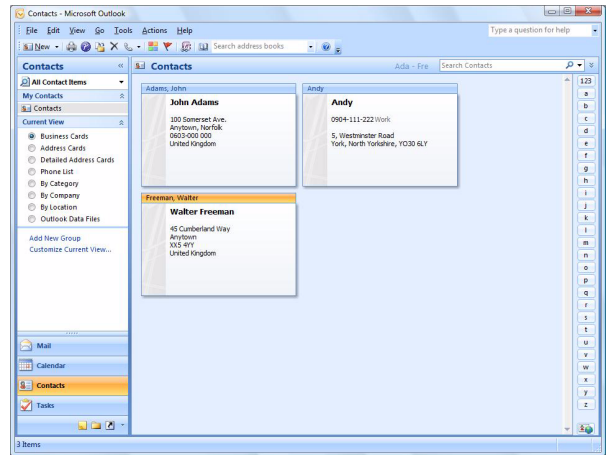 Contacts - Microsoft Outlook
File Edit View Go Tools Actions Help
Type a question for help
New
Search address books
Contacts
Contacts
Ada - Fre
Search Contacts
All Contact Items
My Contacts
Contacts
Current View
Business Cards
Address Cards
Detailed Address Cards
Phone List
By Category
By Company
By Location
Outlook Data Files
Add New Group
Customize Current View...
Adams, John
John Adams
100 Somerset Ave.
Anytown, Norfolk
0603-000 000
United Kingdom
Andy
Andy
0904-111-222 Work
5, Westminster Road
York, North Yorkshire, YO30 6LY
Freeman, Walter
Walter Freeman
45 Cumberland Way
Anytown
XX5 4YY
United Kingdom
123
a
b
c
d
e
f
g
h
i
j
k
l
m
n
o
p
q
r
s
t
u
v
w
x
y
z
Mail
Calendar
Contacts
Tasks
3 Items